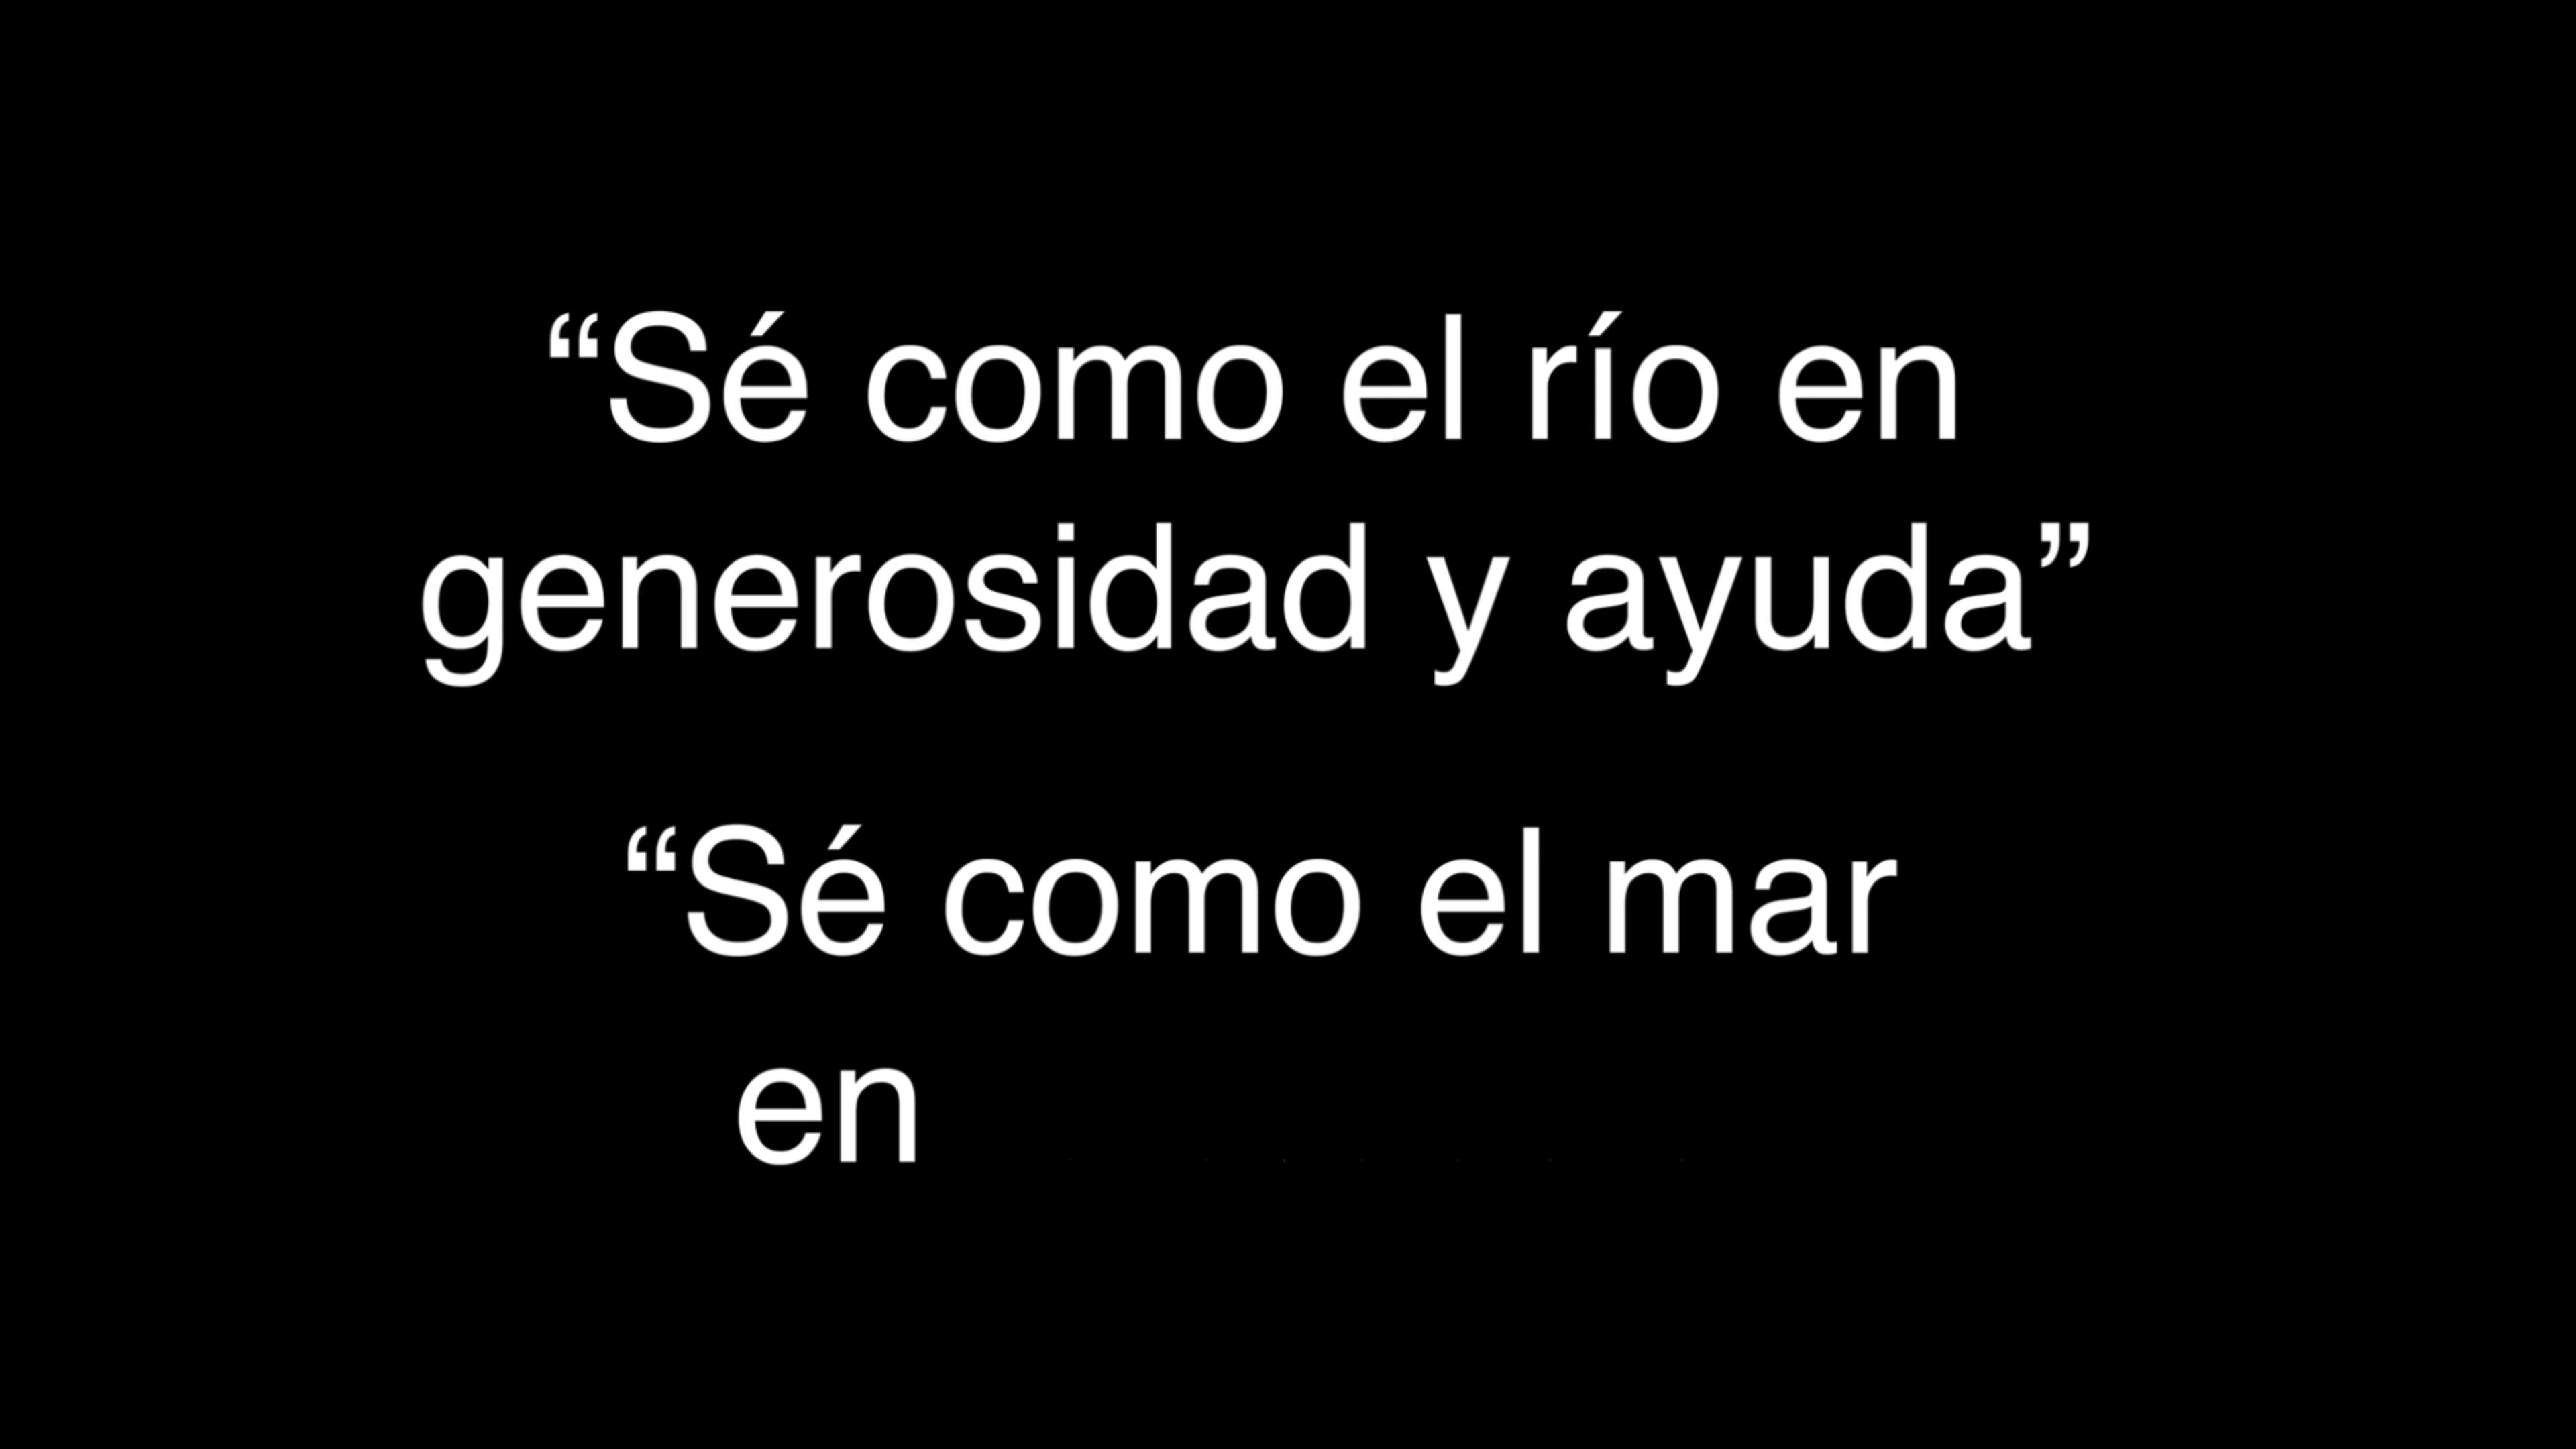 “Sé como el río en
generosidad y ayuda”
“Sé como el mar
en